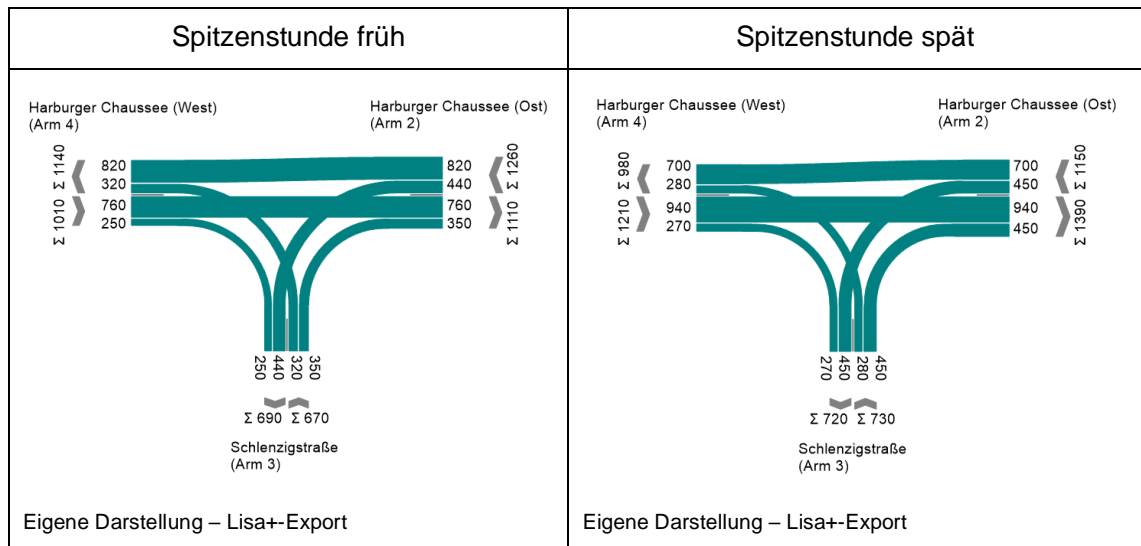 Spitzenstunde früh
Spitzenstunde spät
Harburger Chaussee (West)
(Arm 4)
Harburger Chaussee (Ost)
(Arm 2)
Σ 1140
Σ 1010
820
320
760
250
820
440
760
350
Σ 1260
Σ 1110
250
440
320
350
Σ 690
Σ 670
Schlenzigstraße
(Arm 3)
Eigene Darstellung – Lisa+-Export
Harburger Chaussee (West)
(Arm 4)
Harburger Chaussee (Ost)
(Arm 2)
Σ 980
Σ 1210
700
280
940
270
700
450
940
450
Σ 1150
Σ 1390
270
450
280
450
Σ 720
Σ 730
Schlenzigstraße
(Arm 3)
Eigene Darstellung – Lisa+-Export